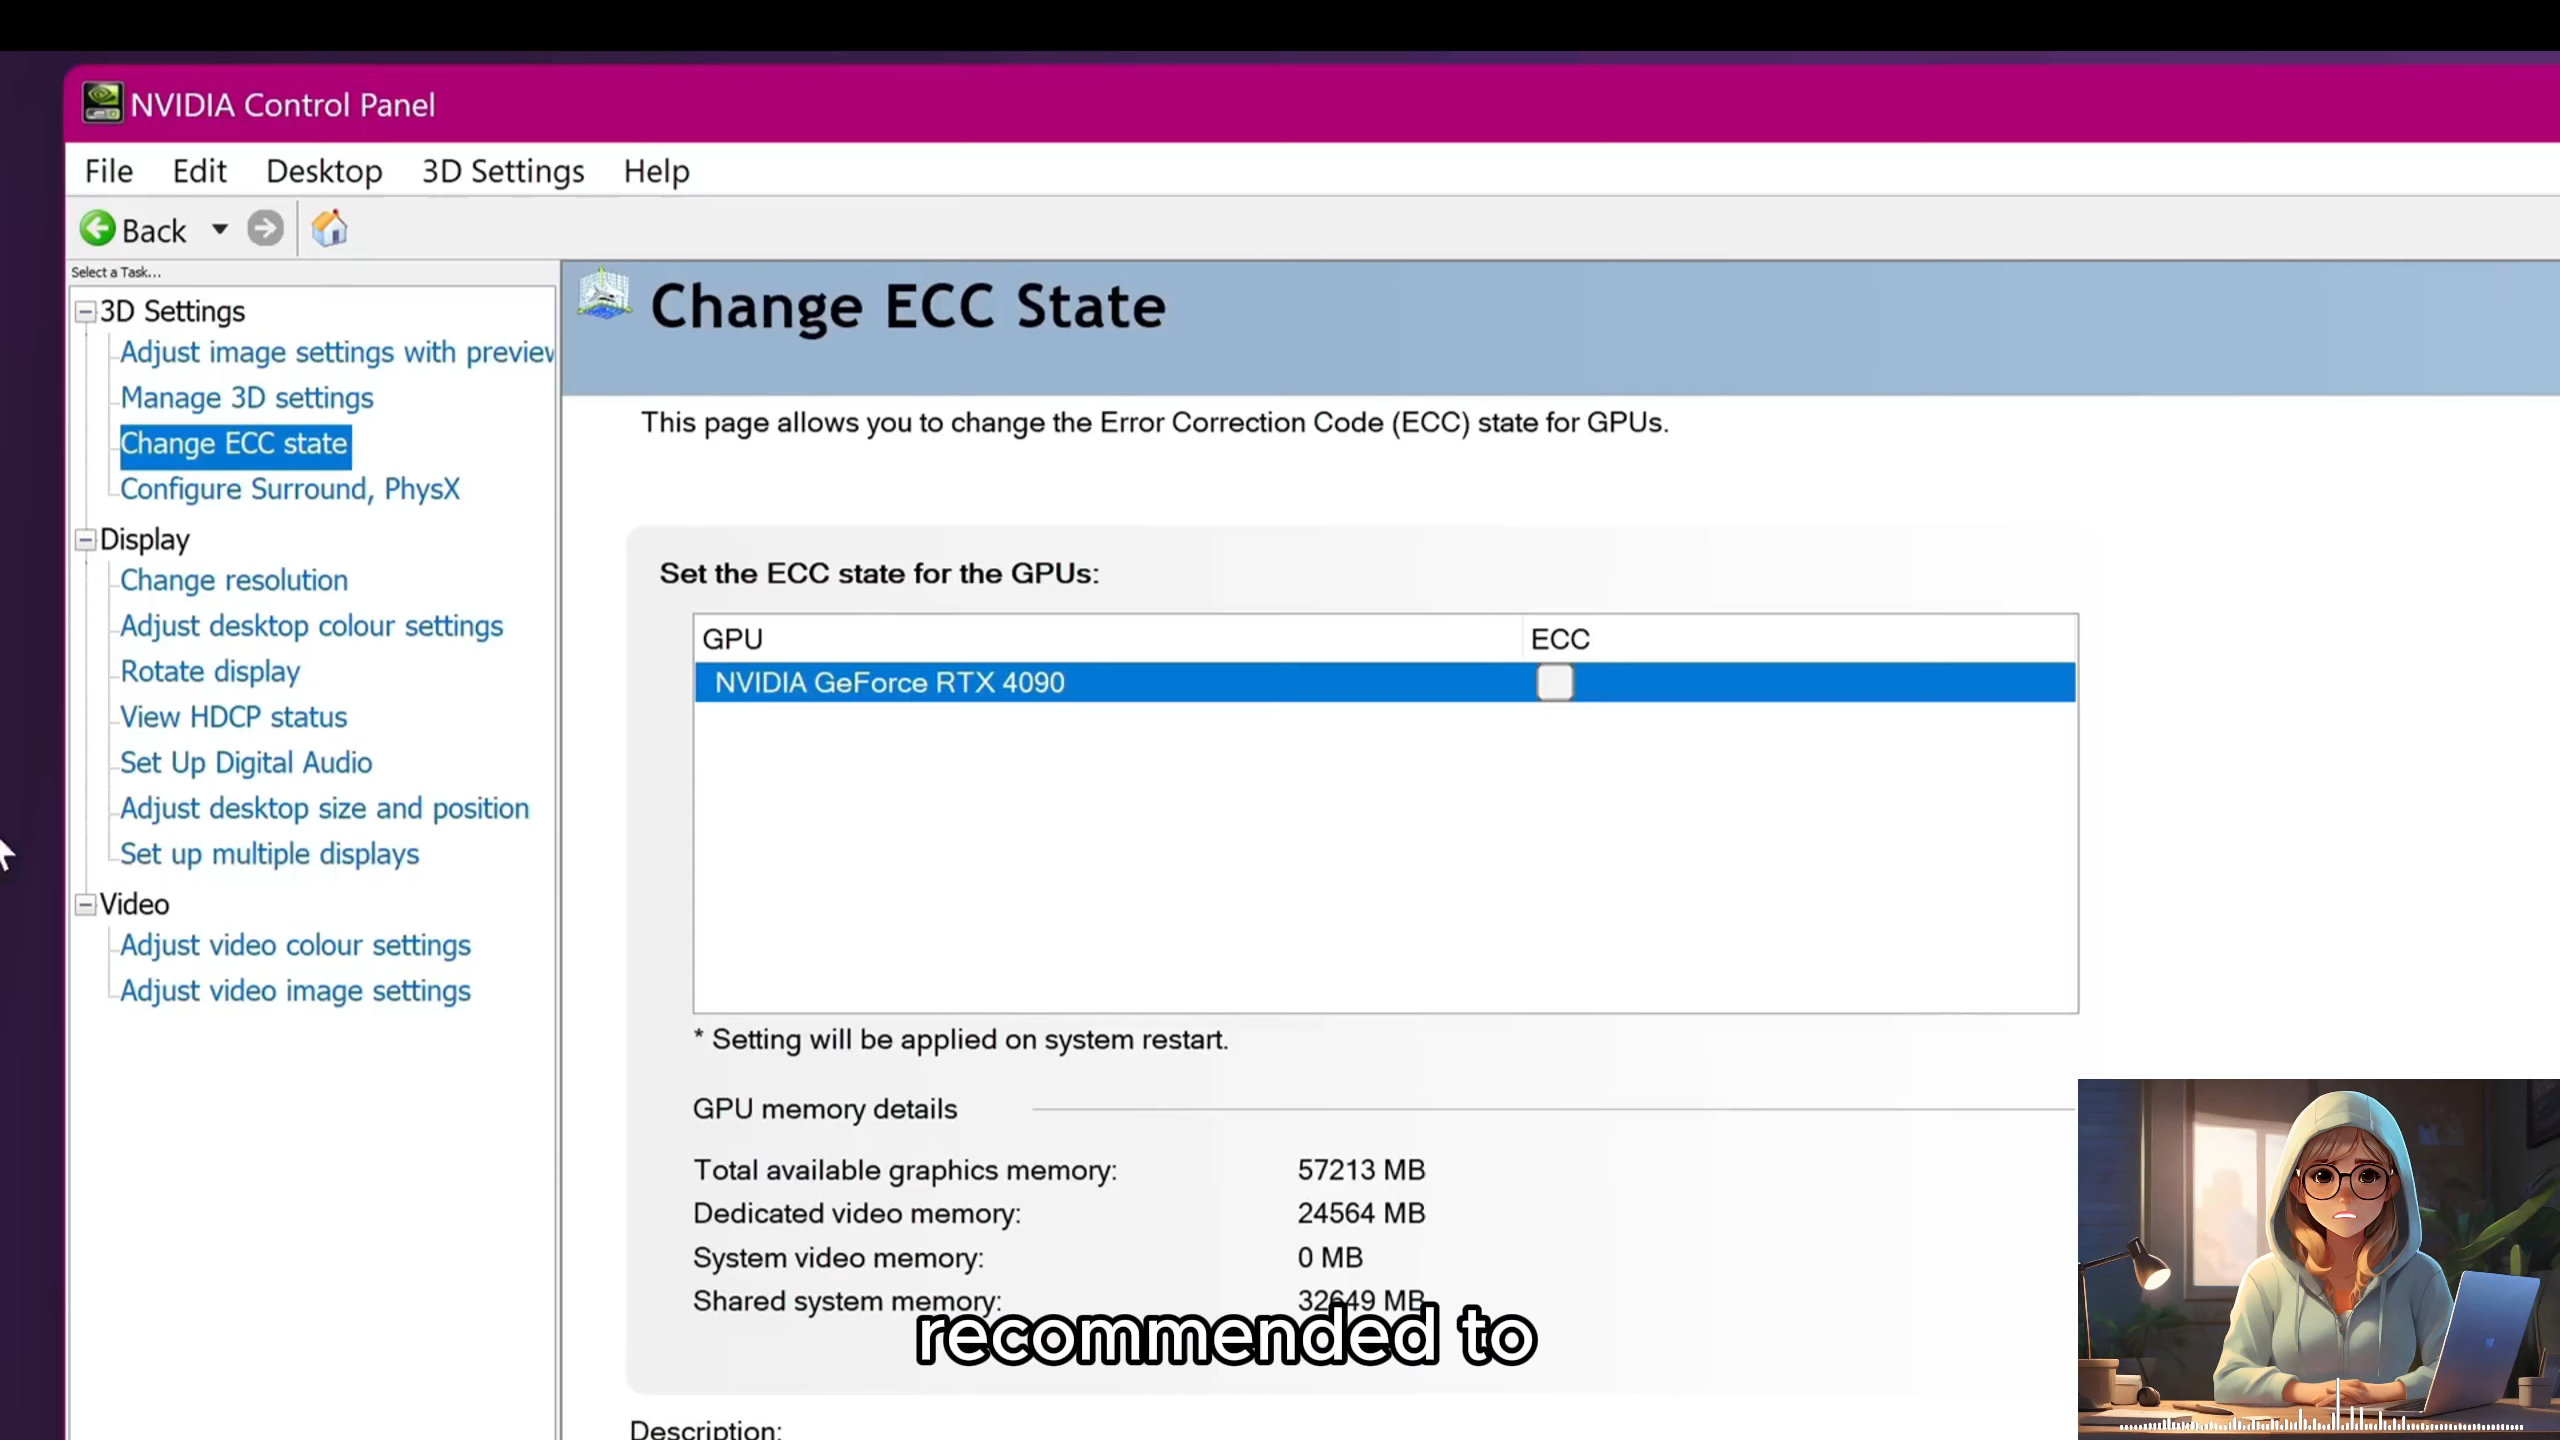 NVIDIA Control Panel
File Edit Desktop 3D Settings Help
Back
Select a Task...
3D Settings
Adjust image settings with preview
Manage 3D settings
Change ECC state
Configure Surround, PhysX
Display
Change resolution
Adjust desktop colour settings
Rotate display
View HDCP status
Set Up Digital Audio
Adjust desktop size and position
Set up multiple displays
Video
Adjust video colour settings
Adjust video image settings
Change ECC State
This page allows you to change the Error Correction Code (ECC) state for GPUs.
Set the ECC state for the GPUs:
GPU ECC
NVIDIA GeForce RTX 4090
* Setting will be applied on system restart.
GPU memory details
Total available graphics memory: 57213 MB
Dedicated video memory: 24564 MB
System video memory: 0 MB
Shared system memory: 32649 MB
recommended to
Description: